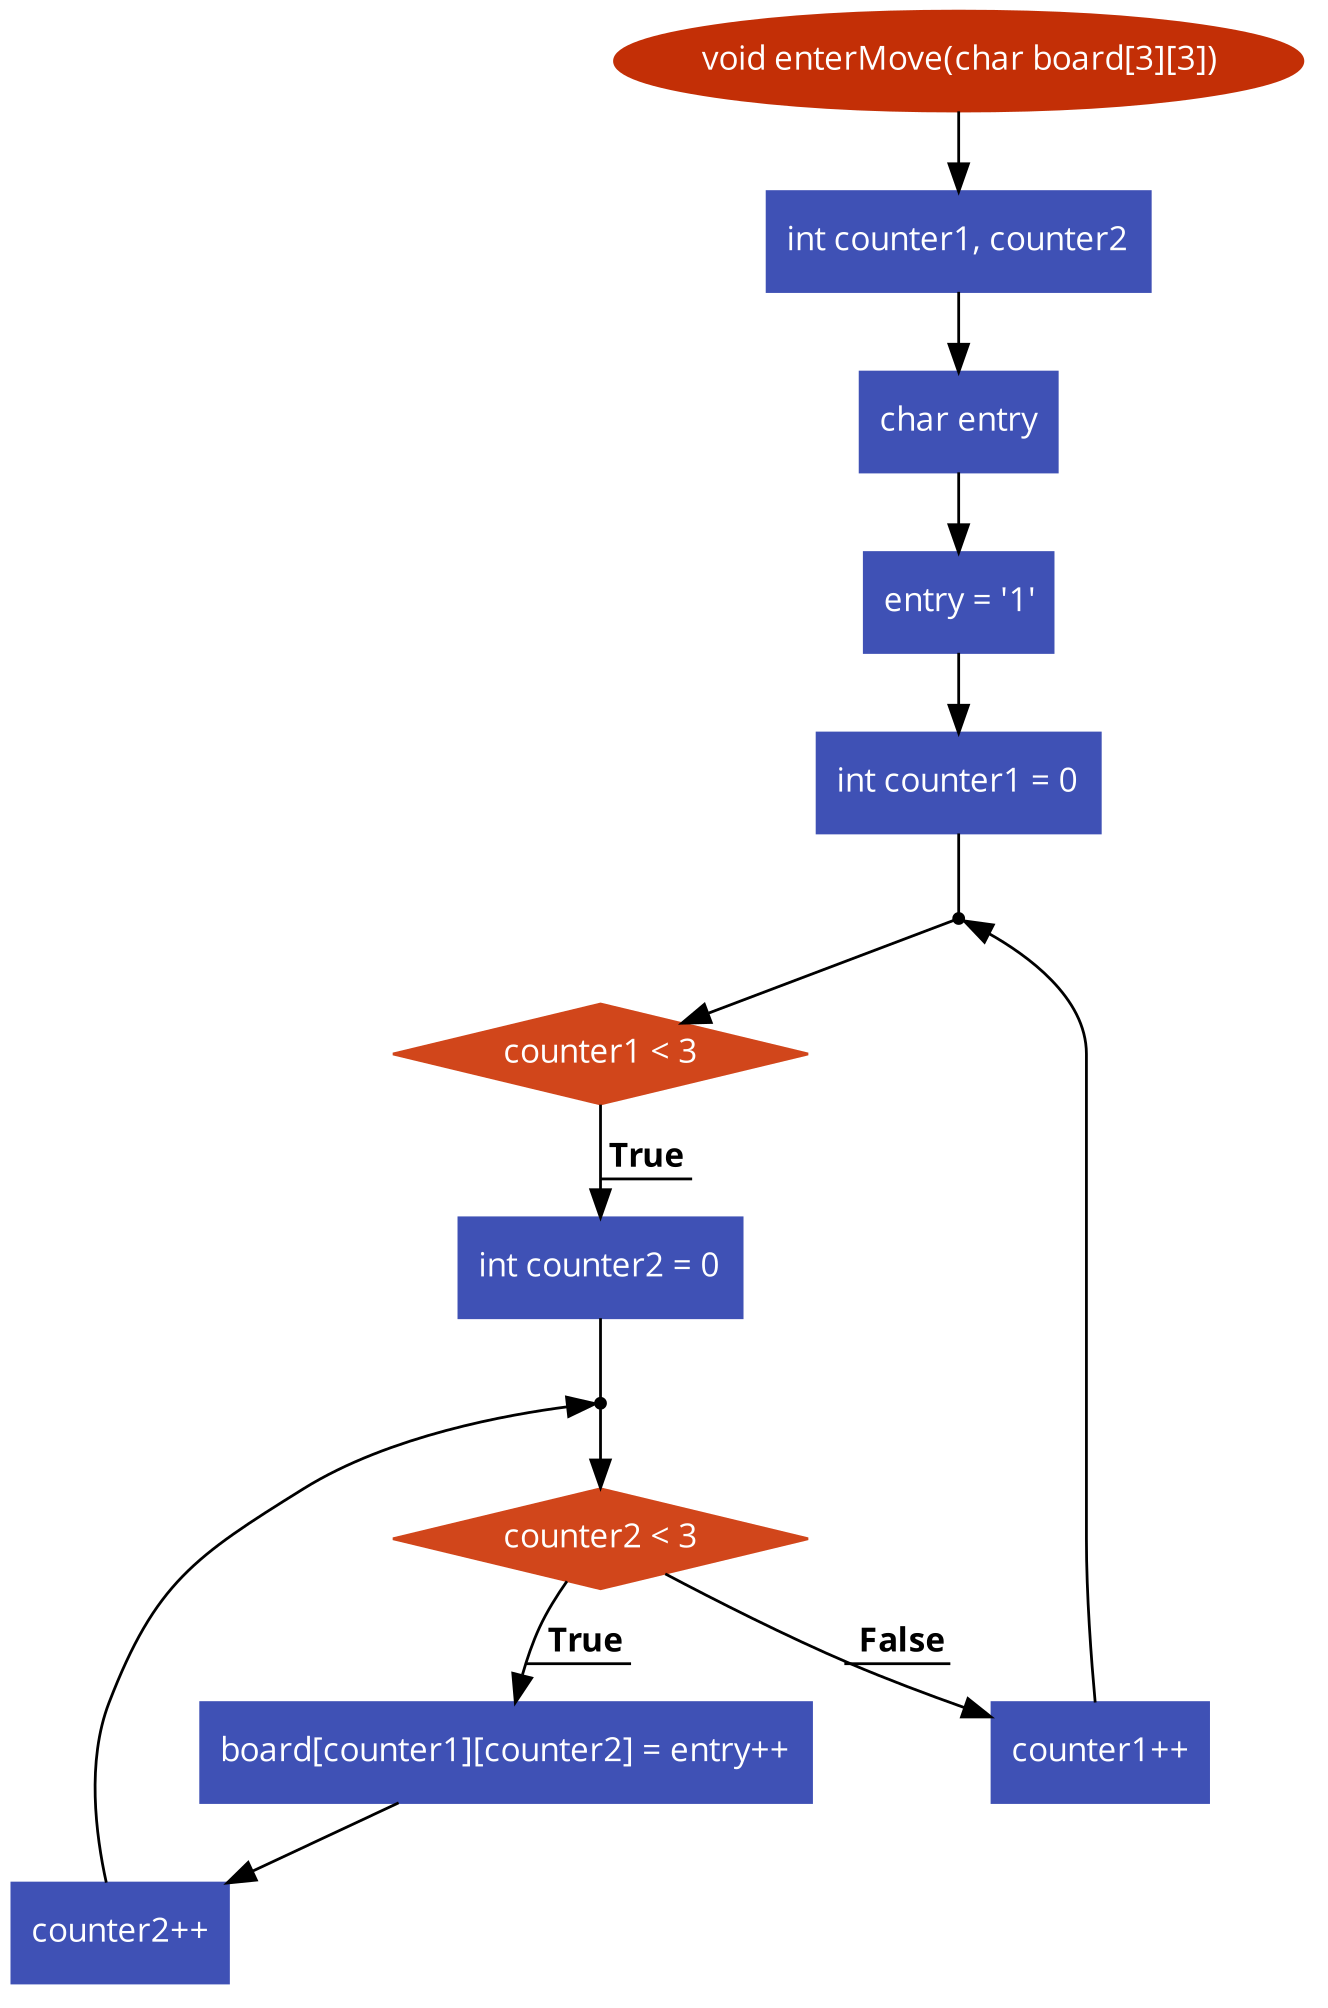 void enterMove(char board[3][3])
int counter1, counter2
char entry
entry = '1'
int counter1 = 0
counter1 < 3
True
int counter2 = 0
counter2 < 3
True
False
board[counter1][counter2] = entry++
counter1++
counter2++